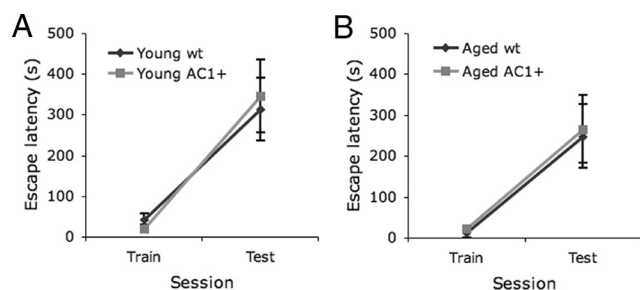 A
500
400
300
200
100
0
Escape latency (s)
Young wt
Young AC1+
Train
Test
Session
B
500
400
300
200
100
0
Escape latency (s)
Aged wt
Aged AC1+
Train
Test
Session